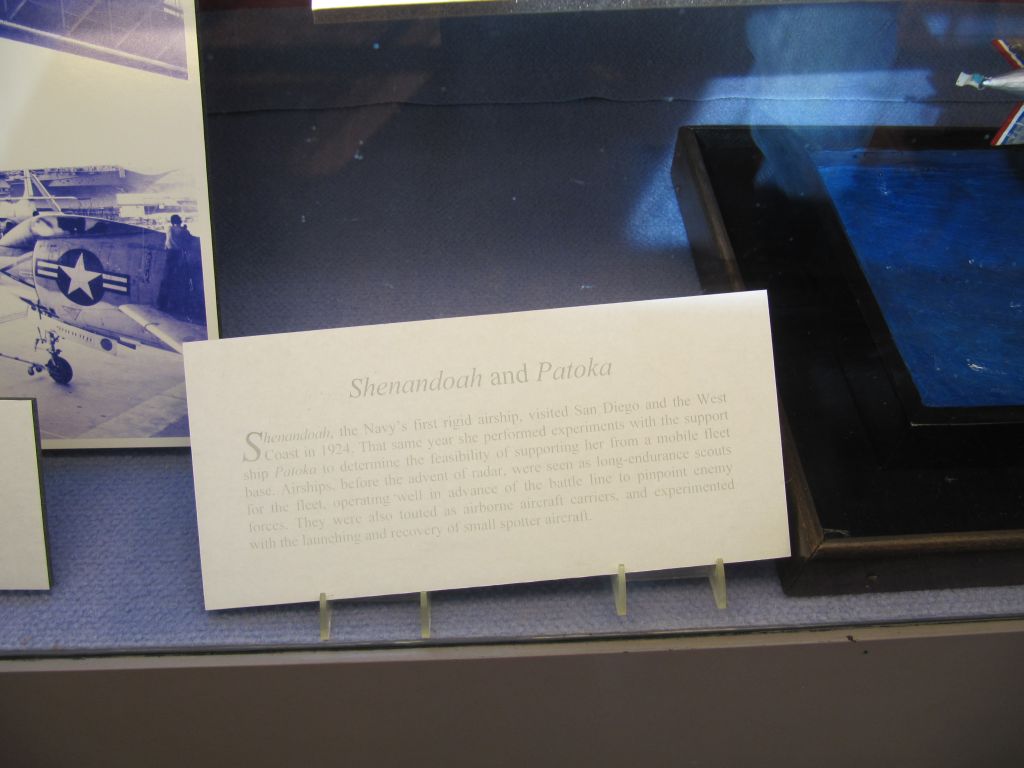 Shenandoah and Patoka
Shenandoah, the Navy's first rigid airship, visited San Diego and the West
Coast in 1924. That same year she performed experiments with the support
ship Patoka to determine the feasibility of supporting her from a mobile fleet
base. Airships, before the advent of radar, were seen as long-endurance scouts
for the fleet, operating well in advance of the battle line to pinpoint enemy
forces. They were also touted as airborne aircraft carriers, and experimented
with the launching and recovery of small spotter aircraft.